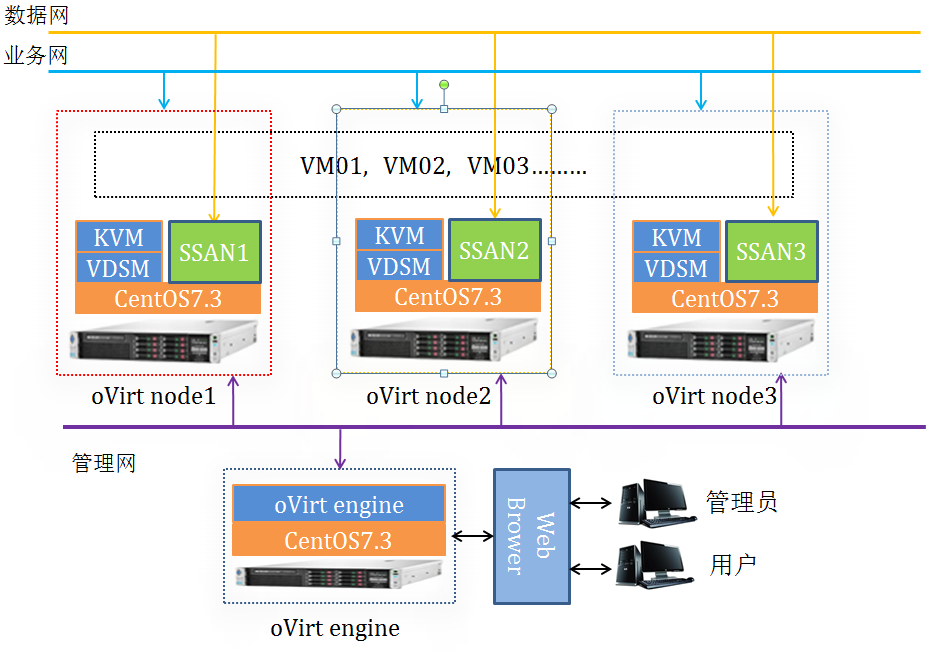 数据网
业务网
VM01, VM02, VM03………
KVM
VDSM
SSAN1
CentOS7.3
KVM
VDSM
SSAN2
CentOS7.3
KVM
VDSM
SSAN3
CentOS7.3
oVirt node1
oVirt node2
oVirt node3
管理网
oVirt engine
CentOS7.3
Web
Brower
管理员
用户
oVirt engine